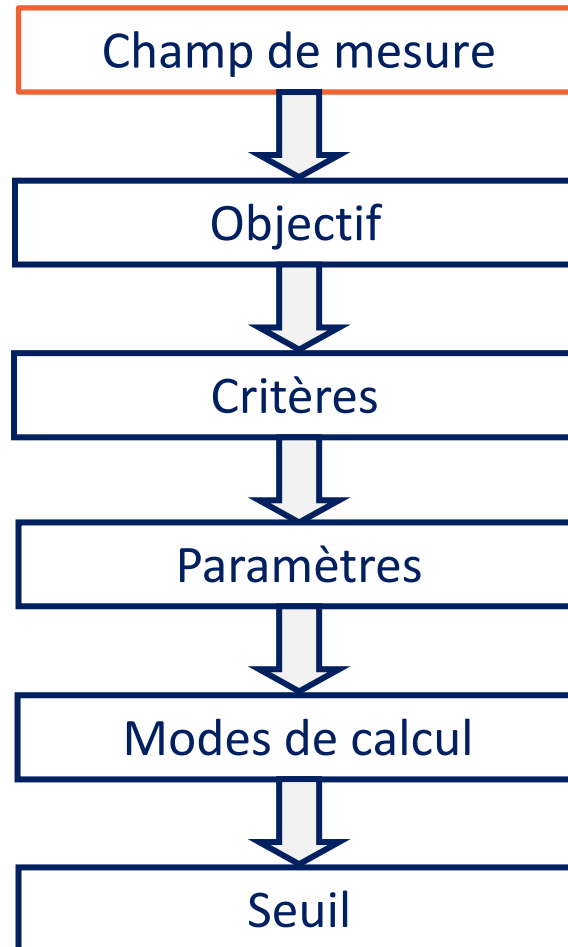 Champ de mesure
Objectif
Critères
Paramètres
Modes de calcul
Seuil